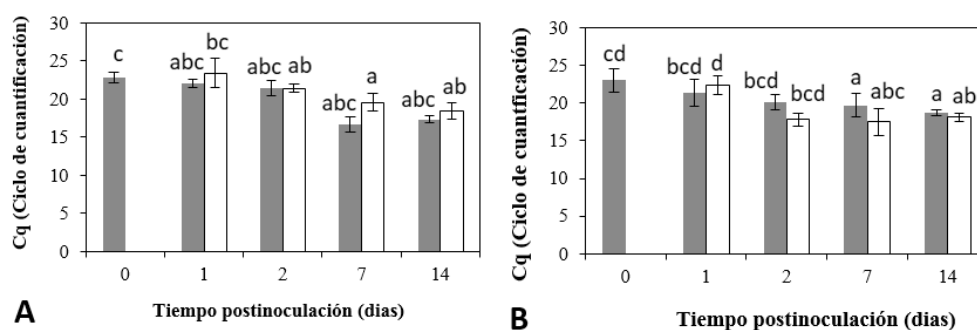 30
25
20
15
10
5
0
Cq (Ciclo de cuantificación)
c
abc
bc
abc
ab
abc
a
abc
ab
0 1 2 7 14
Tiempo postinoculación (dias)
A
30
25
20
15
10
5
0
Cq (Ciclo de cuantficación)
cd
bcd
d
bcd
bcd
a
abc
a
ab
0 1 2 7 14
Tiempo postinoculación (dias)
B